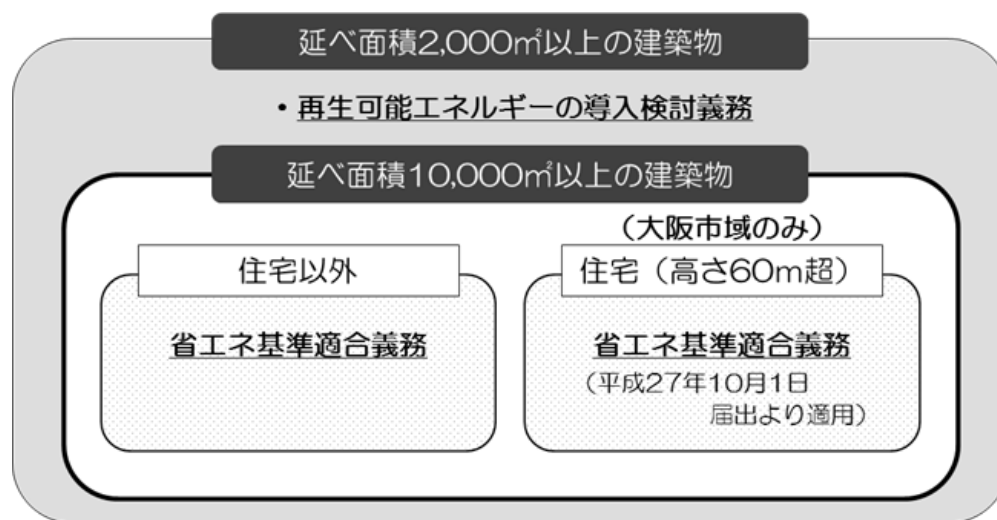 延べ面積2,000㎡以上の建築物
・再生可能エネルギーの導入検討義務
延べ面積10,000㎡以上の建築物
住宅以外
省エネ基準適合義務
（大阪市域のみ）
住宅（高さ60m超）
省エネ基準適合義務
（平成27年10月1日
届出より適用）